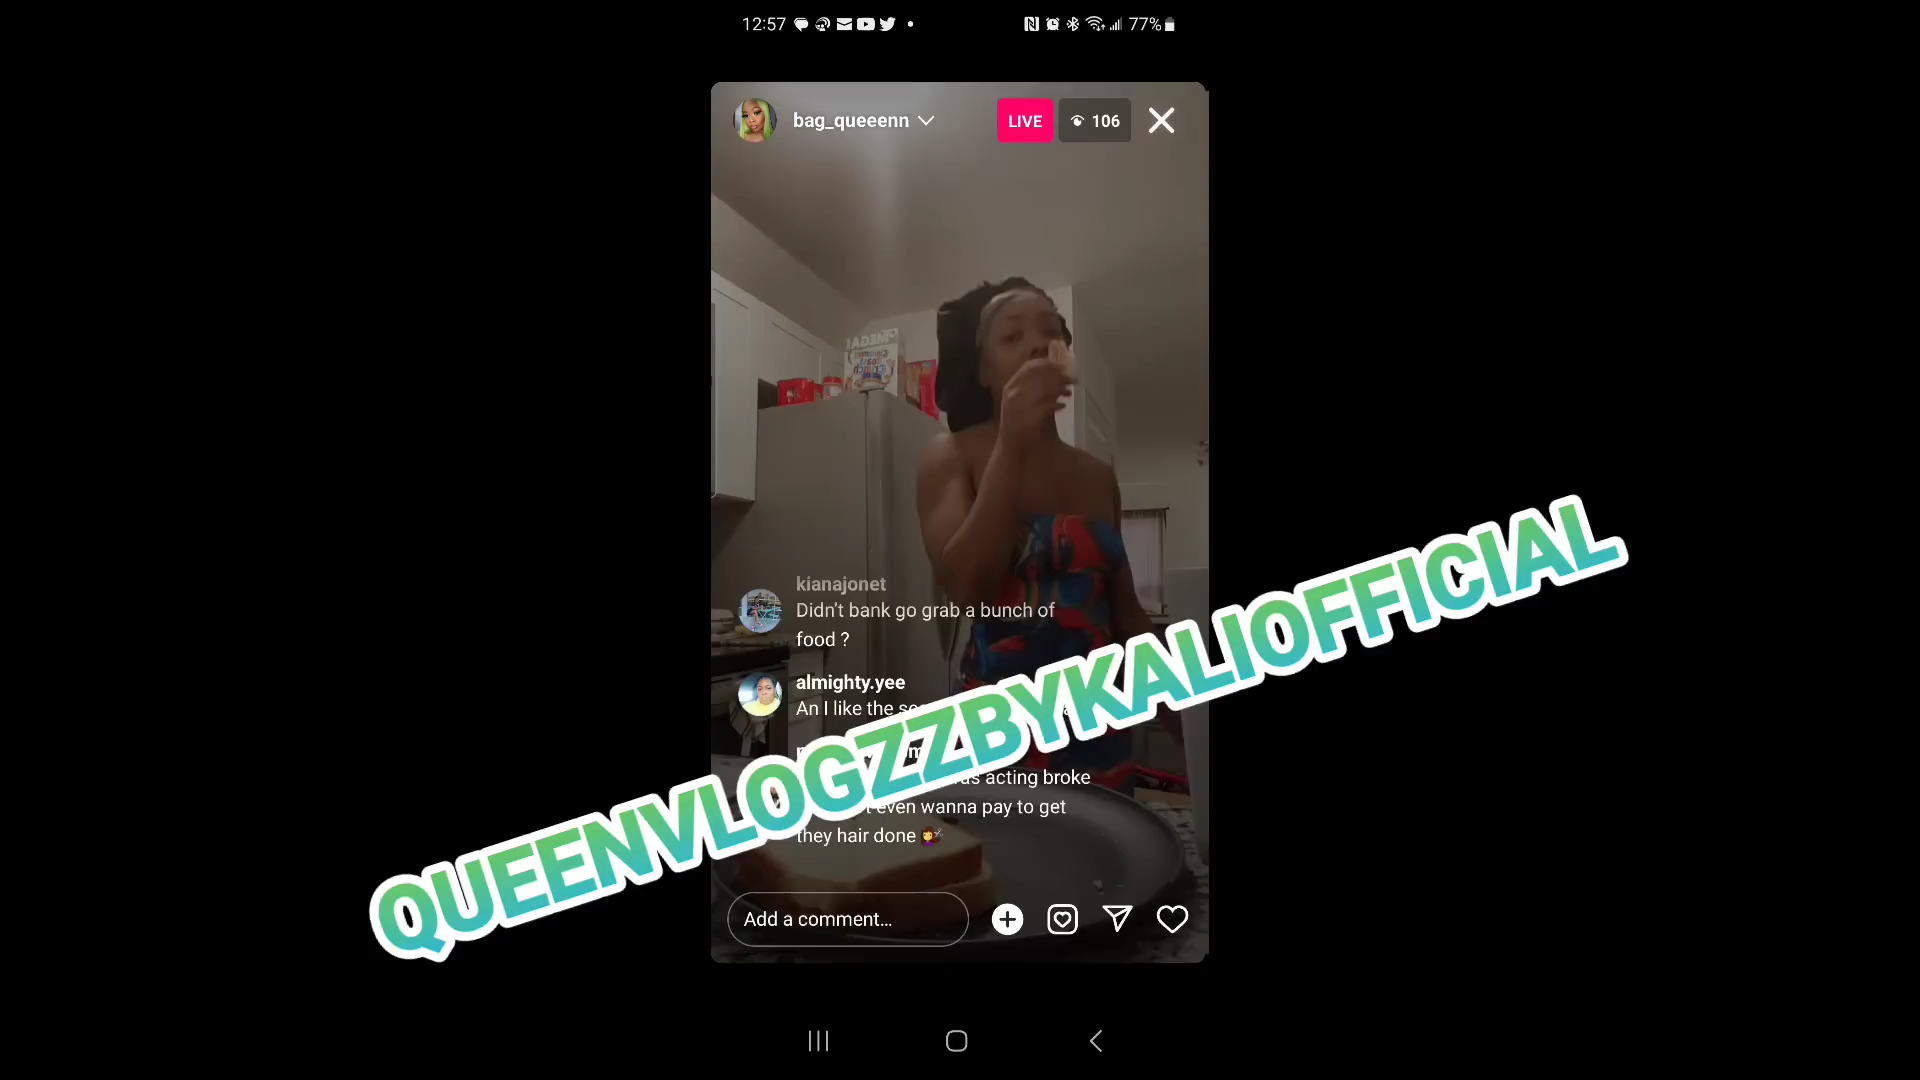 12:57
77%
bag_queeenn
LIVE
106
MEGA!
kianajonet
Didn't bank go grab a bunch of
food ?
almighty.yee
An I like the
acting broke
even wanna pay to get
they hair done
QUEENVLOGZZBYKALIOFFICIAL
Add a comment...